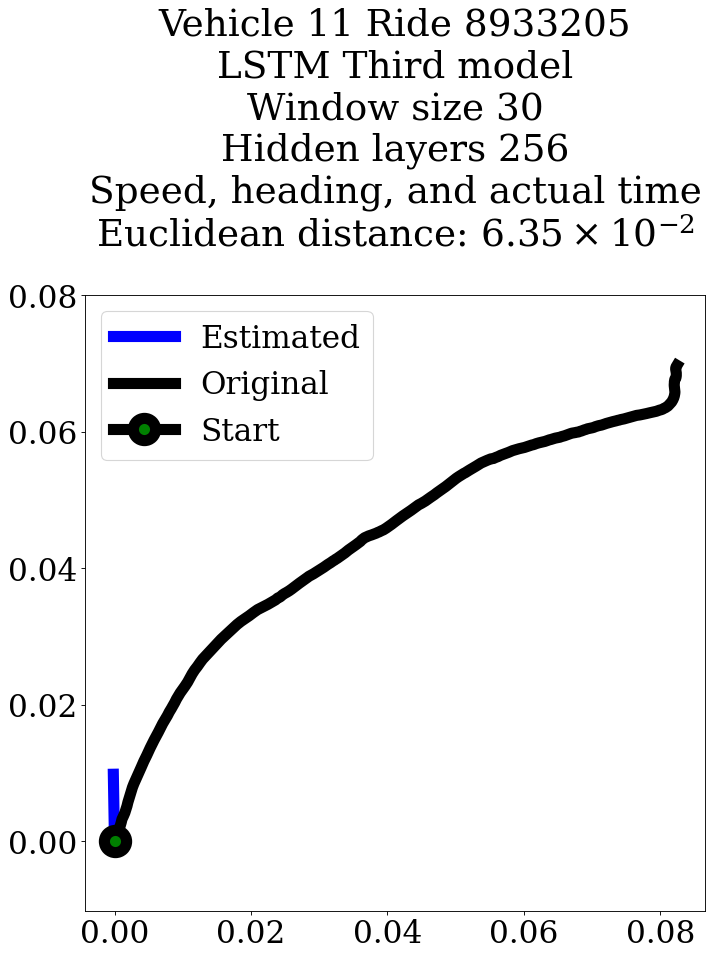 Vehicle 11 Ride 8933205
LSTM Third model
Window size 30
Hidden layers 256
Speed, heading, and actual time
Euclidean distance: 6.35 × 10⁻²
0.08
Estimated
Original
Start
0.06
0.04
0.02
0.00
0.00 0.02 0.04 0.06 0.08